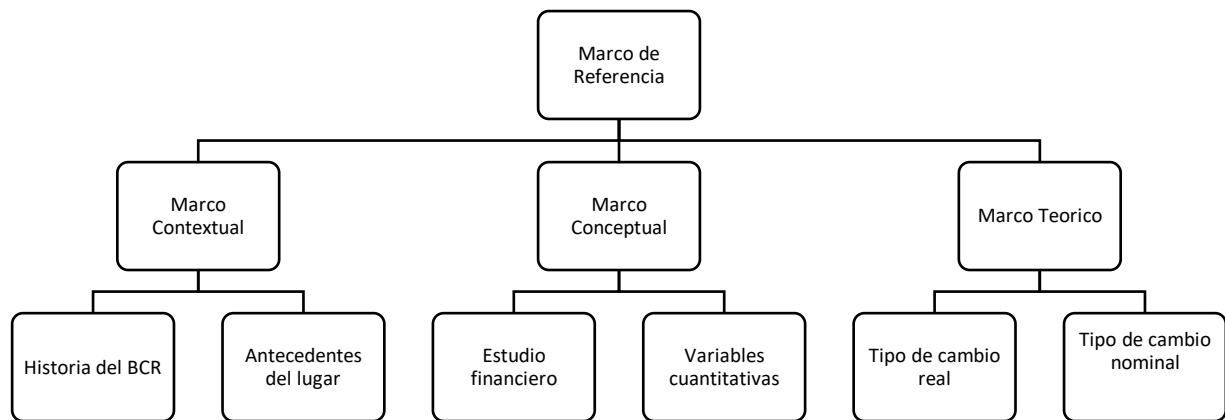 Marco de
Referencia
Marco
Contextual
Marco
Conceptual
Marco Teorico
Historia del BCR
Antecedentes
del lugar
Estudio
financiero
Variables
cuantitativas
Tipo de cambio
real
Tipo de cambio
nominal